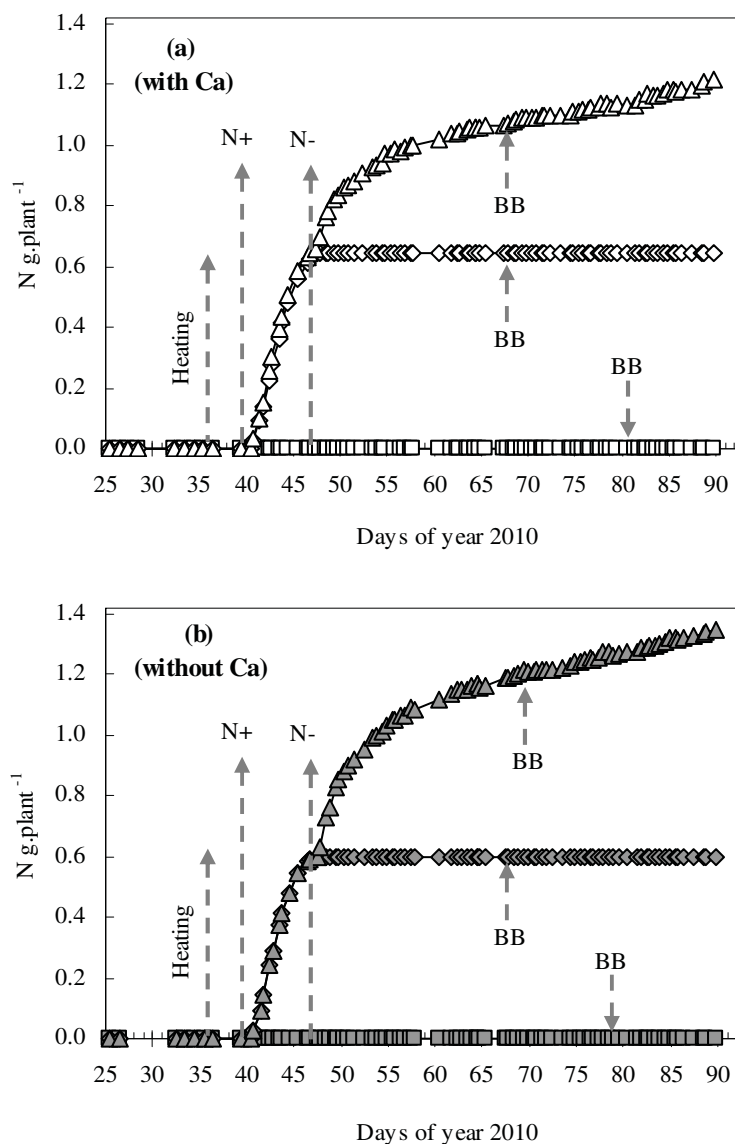 (a)
(with Ca)
N g.plant -1
1.4
1.2
1.0
0.8
0.6
0.4
0.2
0.0
N+
N-
Heating
BB
BB
BB
25 30 35 40 45 50 55 60 65 70 75 80 85 90
Days of year 2010
(b)
(without Ca)
N g.plant -1
1.4
1.2
1.0
0.8
0.6
0.4
0.2
0.0
N+
N-
Heating
BB
BB
BB
25 30 35 40 45 50 55 60 65 70 75 80 85 90
Days of year 2010